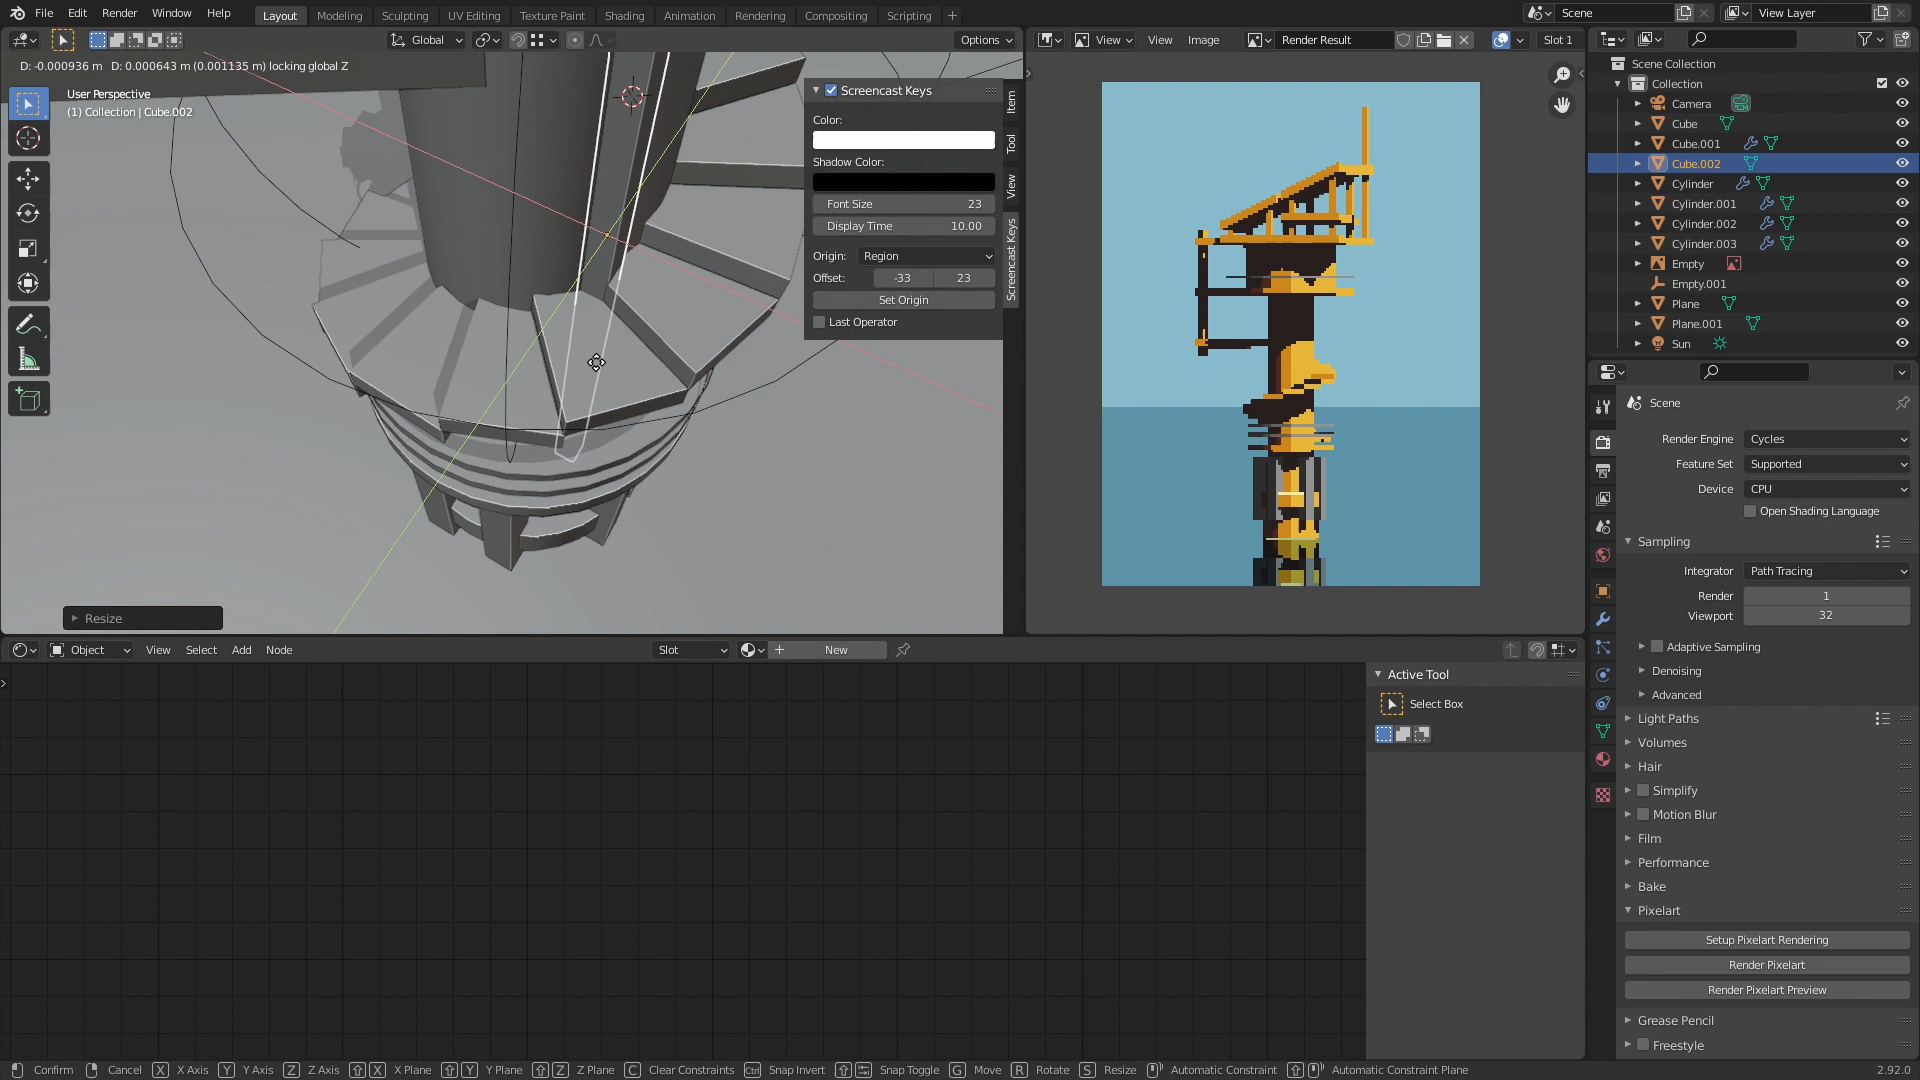 File Edit Render Window Help
Layout Modeling Sculpting UV Editing Texture Paint Shading Animation Rendering Compositing Scripting +
Scene
View Layer
Global
Options
View View Image
Render Result
Slot 1
D: -0.000936 m D: 0.000643 m (0.001135 m) locking global Z
User Perspective
(1) Collection | Cube.002
Screencast Keys
Color:
Shadow Color:
Font Size 23
Display Time 10.00
Origin: Region
Offset: -33 23
Set Origin
Last Operator
Item
Tool
View
Screencast Keys
Resize
Scene Collection
Collection
Camera
Cube
Cube.001
Cube.002
Cylinder
Cylinder.001
Cylinder.002
Cylinder.003
Empty
Empty.001
Plane
Plane.001
Sun
Scene
Render Engine Cycles
Feature Set Supported
Device CPU
Open Shading Language
Sampling
Integrator Path Tracing
Render 1
Viewport 32
Adaptive Sampling
Denoising
Advanced
Light Paths
Volumes
Hair
Simplify
Motion Blur
Film
Performance
Bake
Pixelart
Setup Pixelart Rendering
Render Pixelart
Render Pixelart Preview
Grease Pencil
Freestyle
Object View Select Add Node
Slot
New
Active Tool
Select Box
Confirm Cancel X X Axis Y Y Axis Z Z Axis X X Plane Y Y Plane Z Z Plane C Clear Constraints Ctrl Snap Invert Snap Toggle G Move R Rotate S Resize Automatic Constraint Automatic Constraint Plane
2.92.0